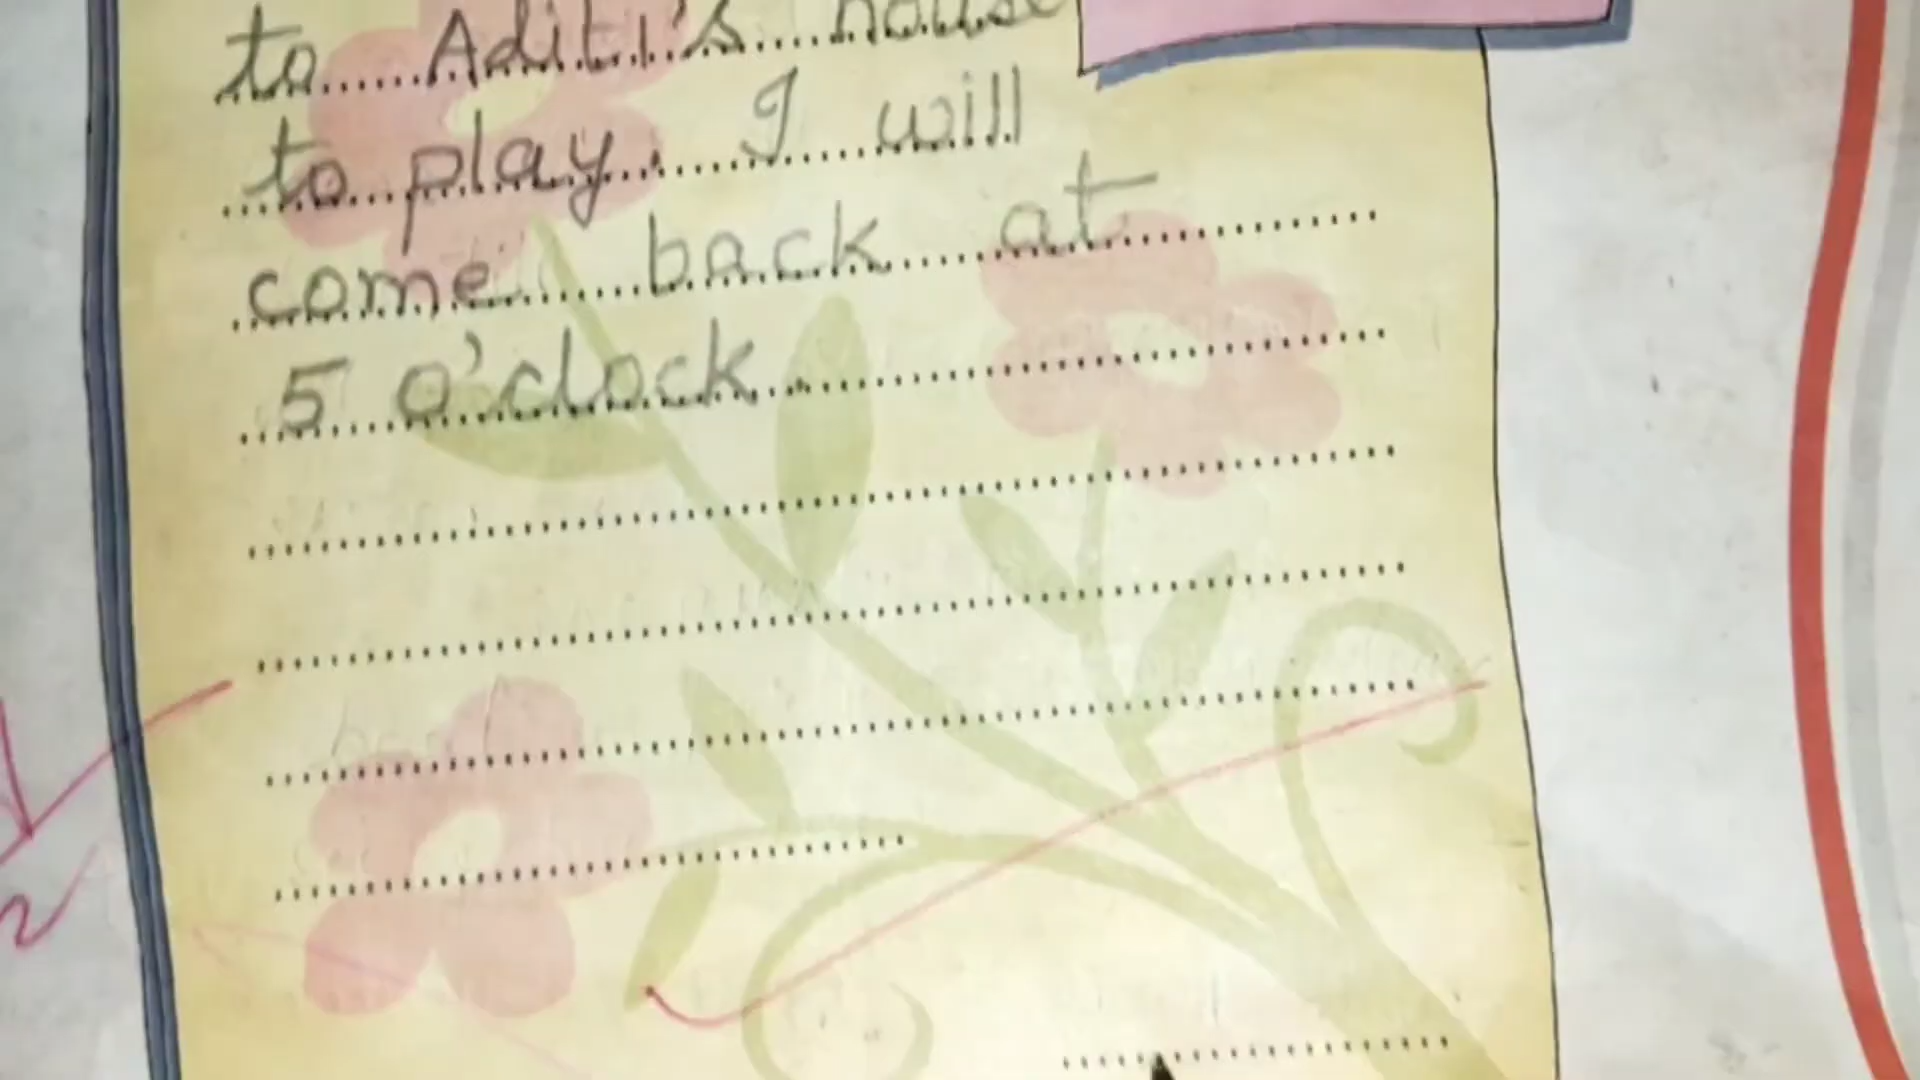 to Aditi's house
to play. I will
come back at
5 o'clock.